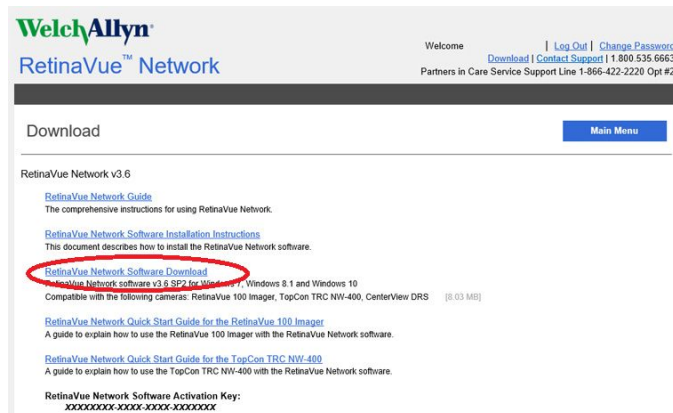 WelchAllyn
RetinaVue™ Network
Welcome | Log Out | Change Password
Download | Contact Support | 1.800.535.6663
Partners in Care Service Support Line 1-866-422-2220 Opt #2
Download
Main Menu
RetinaVue Network v3.6
RetinaVue Network Guide
The comprehensive instructions for using RetinaVue Network.
RetinaVue Network Software Installation Instructions
This document describes how to install the RetinaVue Network software.
RetinaVue Network Software Download
RetinaVue Network software v3.6 SP2 for Windows 7, Windows 8.1 and Windows 10
Compatible with the following cameras: RetinaVue 100 Imager, TopCon TRC NW-400, CenterView DRS [8.03 MB]
RetinaVue Network Quick Start Guide for the RetinaVue 100 Imager
A guide to explain how to use the RetinaVue 100 Imager with the RetinaVue Network software.
RetinaVue Network Quick Start Guide for the TopCon TRC NW-400
A guide to explain how to use the TopCon TRC NW-400 with the RetinaVue Network software.
RetinaVue Network Software Activation Key:
XXXXXXXX-XXXX-XXXX-XXXXXXX